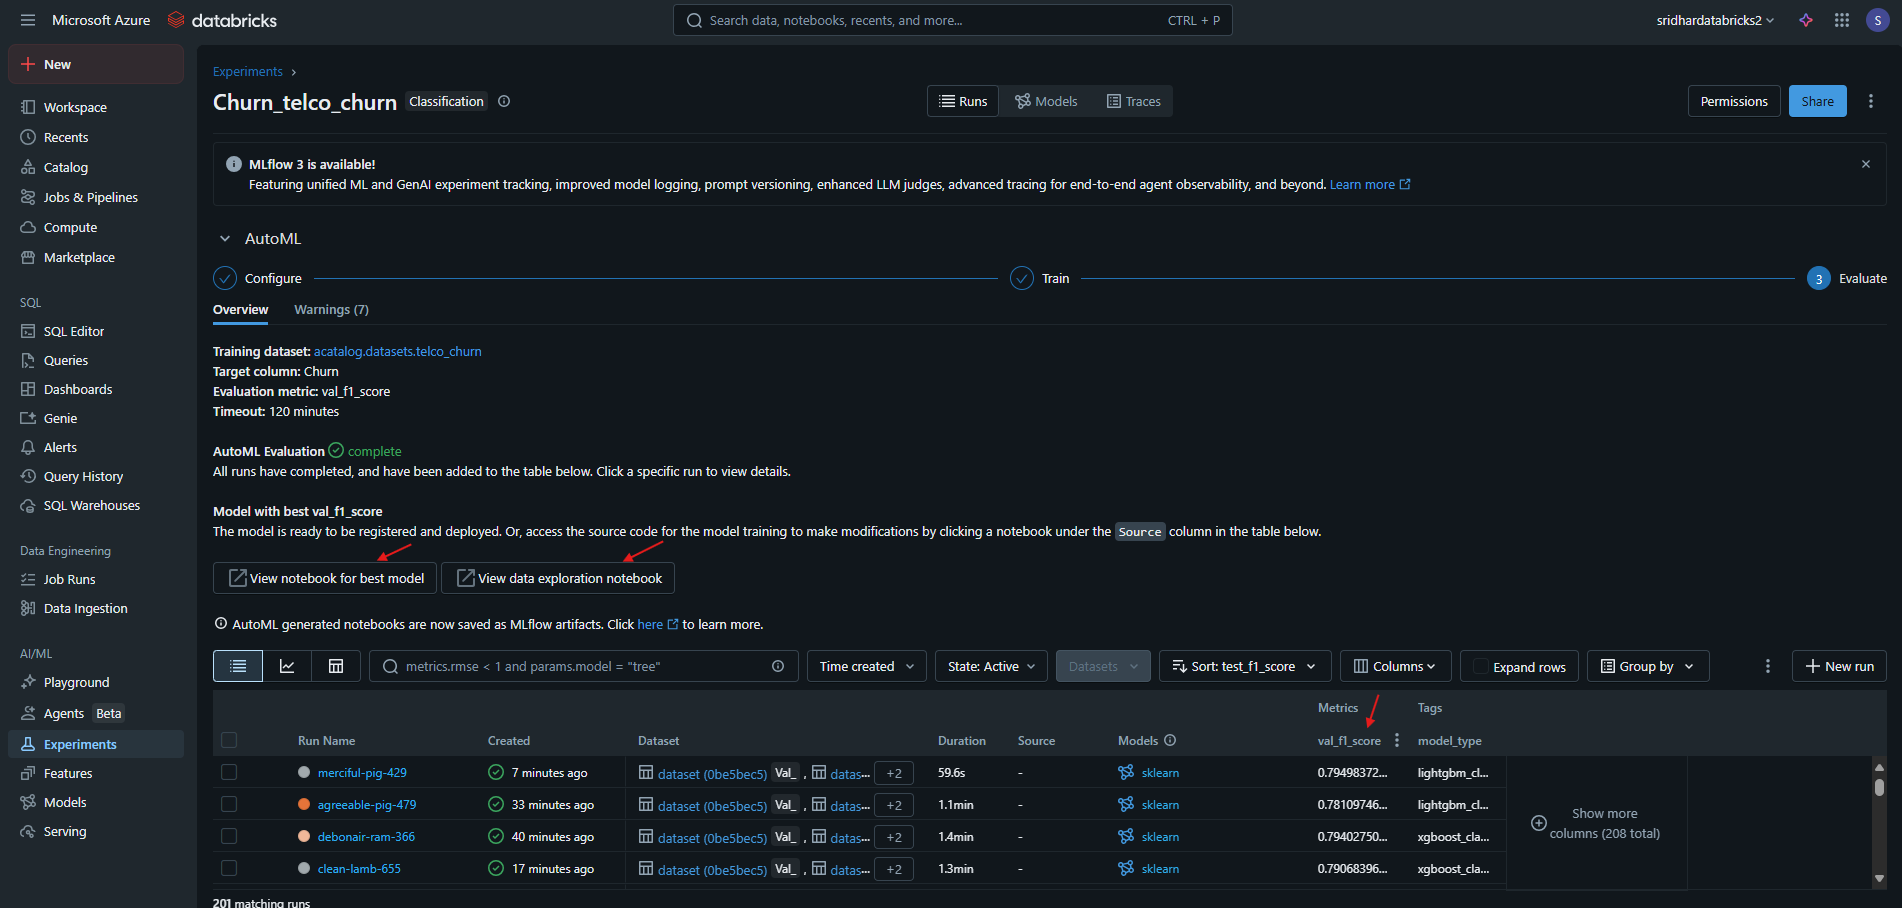 Microsoft Azure databricks
Search data, notebooks, recents, and more... CTRL + P
sridhardatabricks2
S
New
Workspace
Recents
Catalog
Jobs & Pipelines
Compute
Marketplace
SQL
SQL Editor
Queries
Dashboards
Genie
Alerts
Query History
SQL Warehouses
Data Engineering
Job Runs
Data Ingestion
AI/ML
Playground
Agents Beta
Experiments
Features
Models
Serving
Experiments
Churn_telco_churn Classification
Runs Models Traces
Permissions Share
MLflow 3 is available!
Featuring unified ML and GenAI experiment tracking, improved model logging, prompt versioning, enhanced LLM judges, advanced tracing for end-to-end agent observability, and beyond. Learn more
AutoML
Configure Train 3 Evaluate
Overview Warnings (7)
Training dataset: acatalog.datasets.telco_churn
Target column: Churn
Evaluation metric: val_f1_score
Timeout: 120 minutes
AutoML Evaluation complete
All runs have completed, and have been added to the table below. Click a specific run to view details.
Model with best val_f1_score
The model is ready to be registered and deployed. Or, access the source code for the model training to make modifications by clicking a notebook under the Source column in the table below.
View notebook for best model View data exploration notebook
AutoML generated notebooks are now saved as MLflow artifacts. Click here to learn more.
metrics.rmse < 1 and params.model = "tree" Time created State: Active Datasets Sort: test_f1_score Columns Expand rows Group by New run
Metrics Tags
Run Name Created Dataset Duration Source Models val_f1_score model_type
merciful-pig-429 7 minutes ago dataset (0be5bec5) Val_ , datas... +2 59.6s - sklearn 0.79498372... lightgbm_cl...
agreeable-pig-479 33 minutes ago dataset (0be5bec5) Val_ , datas... +2 1.1min - sklearn 0.78109746... lightgbm_cl...
debonair-ram-366 40 minutes ago dataset (0be5bec5) Val_ , datas... +2 1.4min - sklearn 0.79402750... xgboost_cla...
clean-lamb-655 17 minutes ago dataset (0be5bec5) Val_ , datas... +2 1.3min - sklearn 0.79068396... xgboost_cla...
Show more
columns (208 total)
201 matching runs